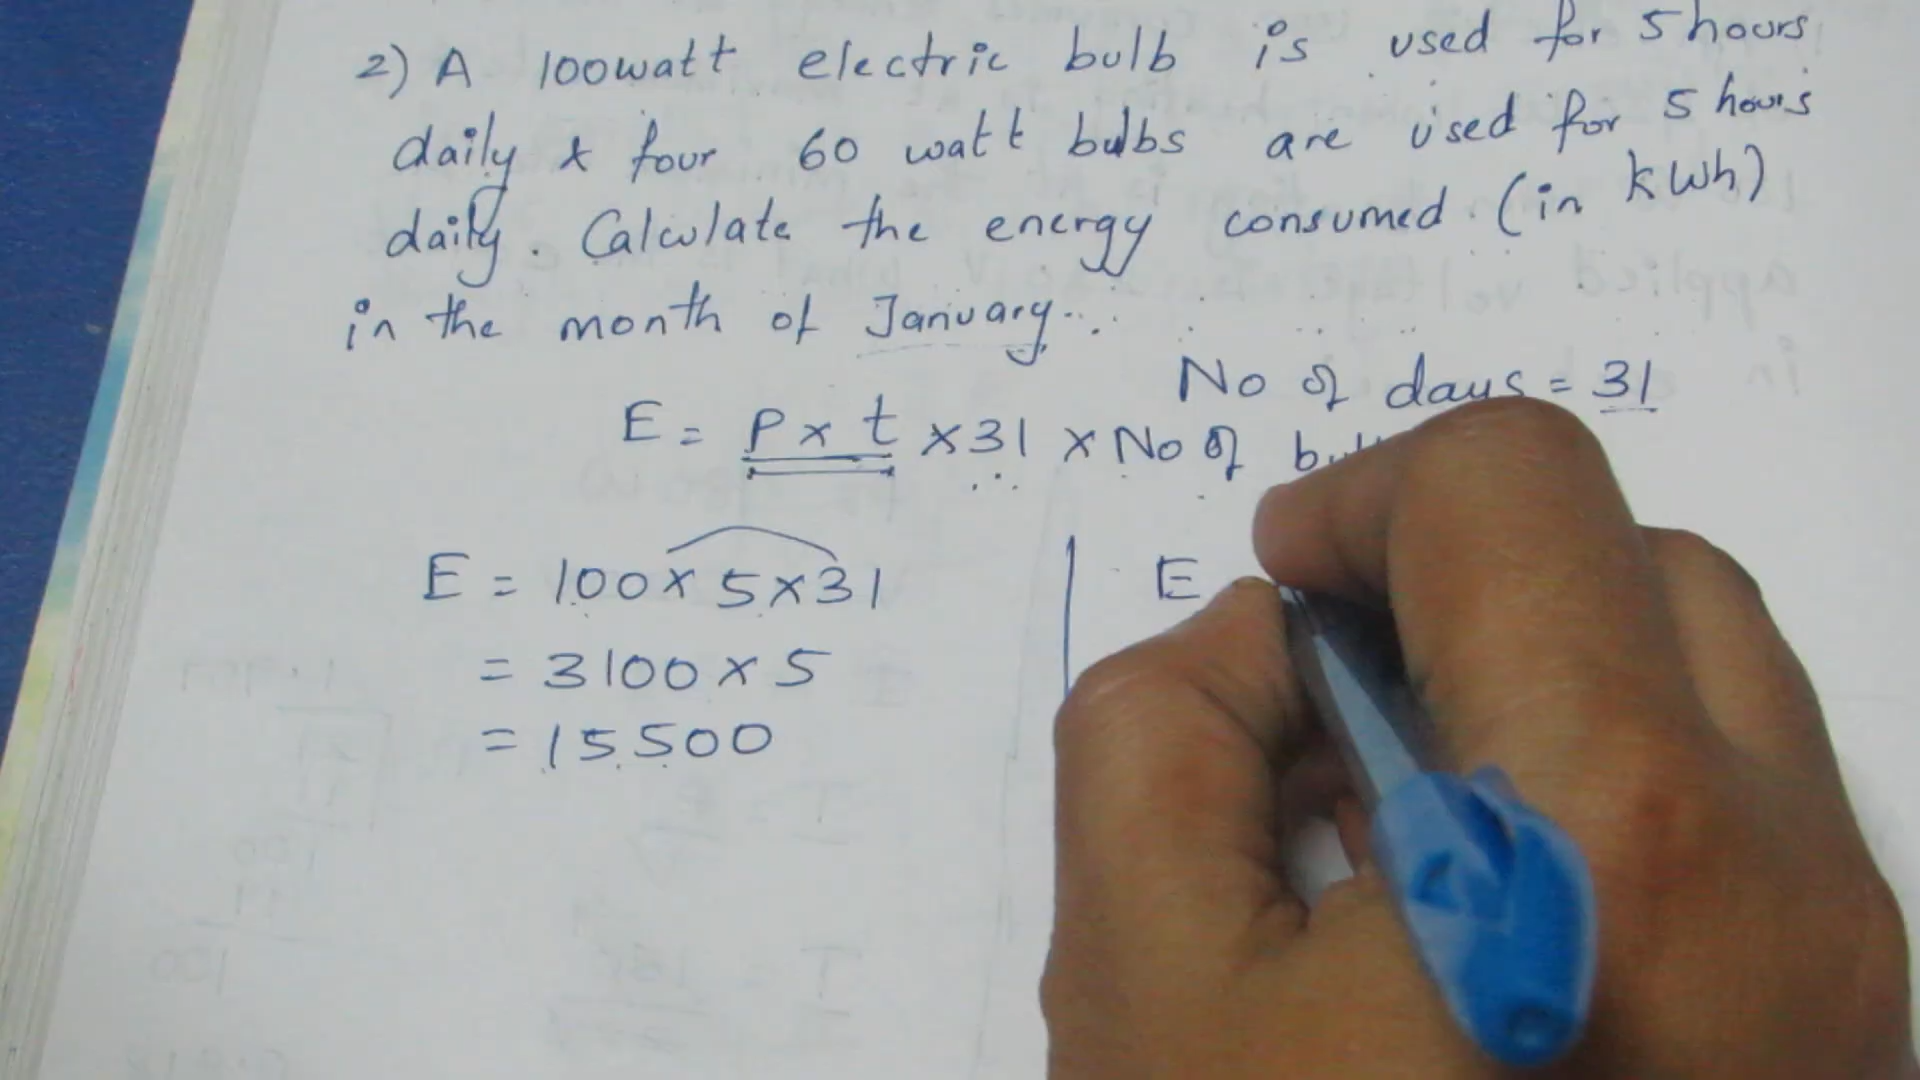 2) A 100watt electric bulb is used for 5 hours
daily & four 60 watt bulbs are used for 5 hours
daily. Calculate the energy consumed. (in kWh)
in the month of January.
No of days = 31
E = P x t x 31 x No of
E = 100 x 5 x 31
= 3100 x 5
= 15500
E